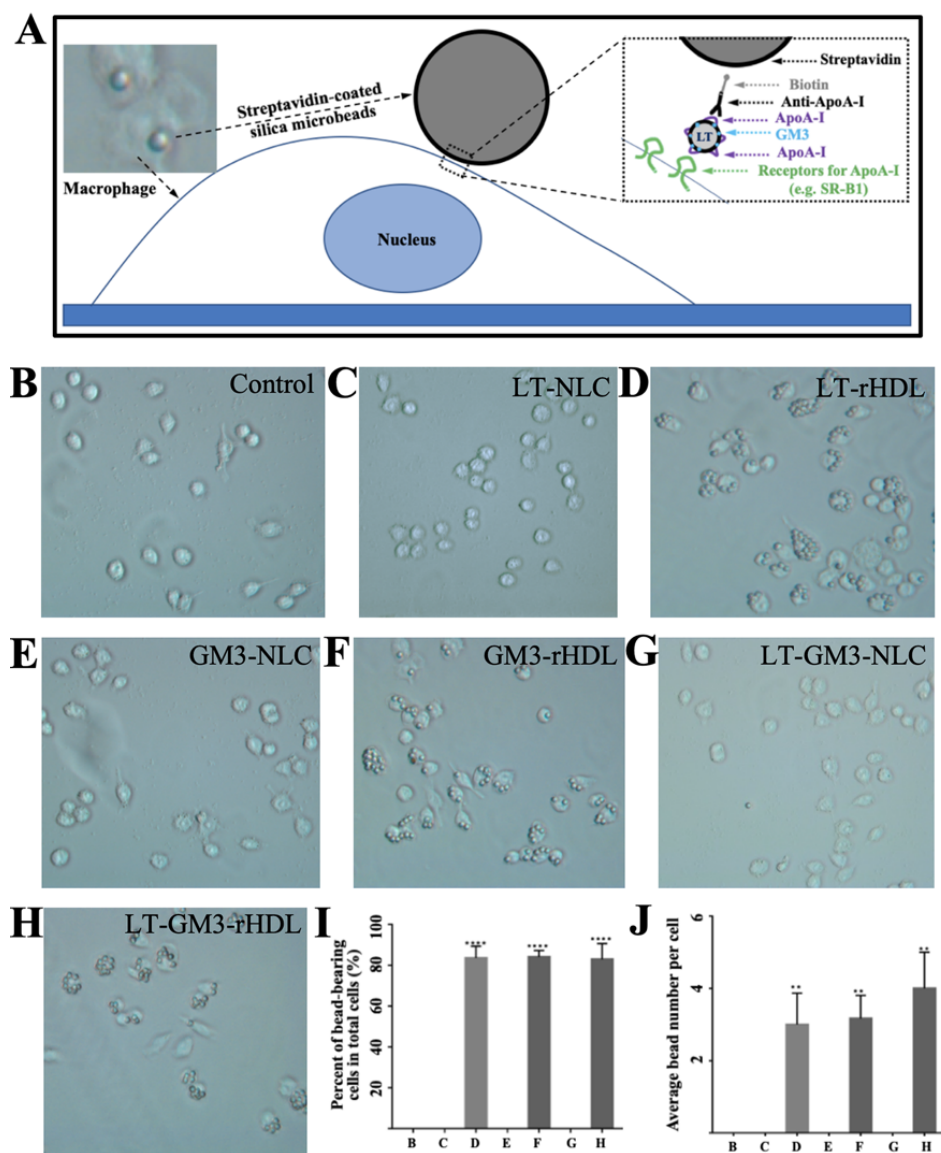 A
Streptavidin-coated
silica microbeads
Macrophage
Nucleus
Streptavidin
Biotin
Anti-ApoA-I
ApoA-I
LT
GM3
ApoA-I
Receptors for ApoA-I
(e.g. SR-B1)
B
Control
C
LT-NLC
D
LT-rHDL
E
GM3-NLC
F
GM3-rHDL
G
LT-GM3-NLC
H
LT-GM3-rHDL
I
Percent of bead-bearing
cells in total cells (%)
100
80
60
40
20
****
****
****
B C D E F G H
J
Average bead number per cell
6
4
2
**
**
**
B C D E F G H